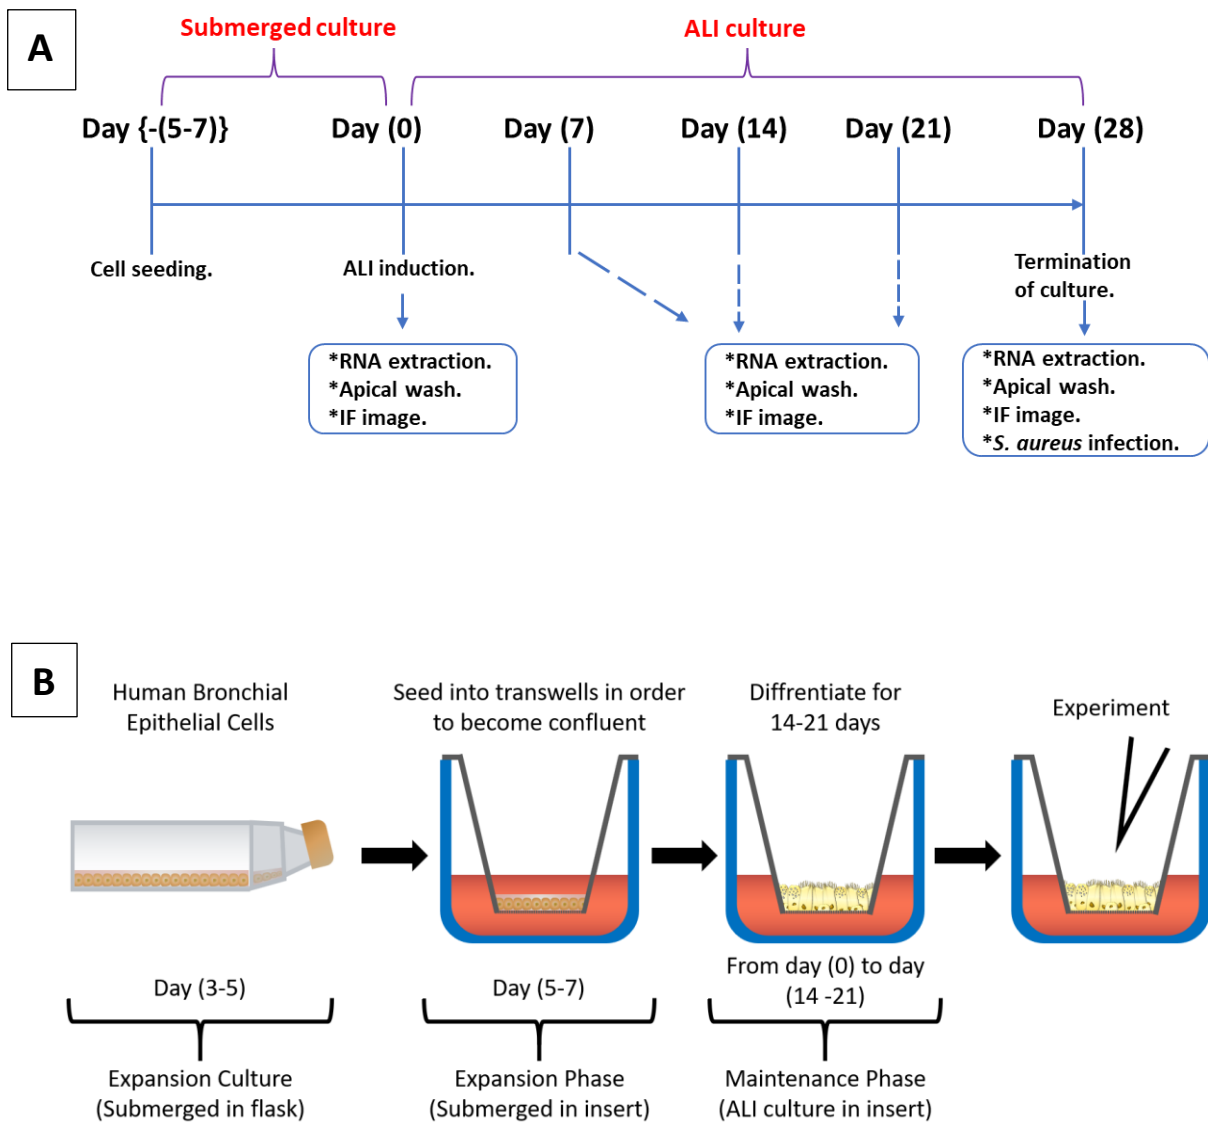 A
Submerged culture
ALI culture
Day {-(5-7)}
Day (0)
Day (7)
Day (14)
Day (21)
Day (28)
Cell seeding.
ALI induction.
Termination
of culture.
*RNA extraction.
*Apical wash.
*IF image.
*RNA extraction.
*Apical wash.
*IF image.
*RNA extraction.
*Apical wash.
*IF image.
*S. aureus infection.
B
Human Bronchial
Epithelial Cells
Seed into transwells in order
to become confluent
Diffrentiate for
14-21 days
Experiment
Day (3-5)
Day (5-7)
From day (0) to day
(14 -21)
Expansion Culture
(Submerged in flask)
Expansion Phase
(Submerged in insert)
Maintenance Phase
(ALI culture in insert)